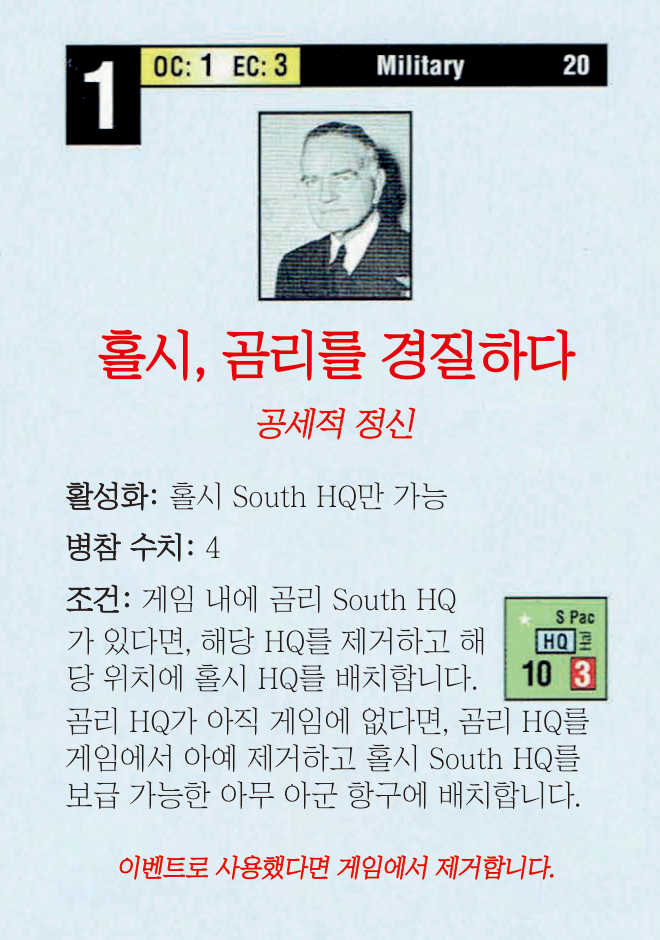 1 OC: 1 EC: 3 Military 20
홀시, 곰리를 경질하다
공세적 정신
활성화: 홀시 South HQ만 가능
병참 수치: 4
조건: 게임 내에 곰리 South HQ
가 있다면, 해당 HQ를 제거하고 해
당 위치에 홀시 HQ를 배치합니다.
S Pac
HQ Hal
10 3
곰리 HQ가 아직 게임에 없다면, 곰리 HQ를
게임에서 아예 제거하고 홀시 South HQ를
보급 가능한 아무 아군 항구에 배치합니다.
이벤트로 사용했다면 게임에서 제거합니다.